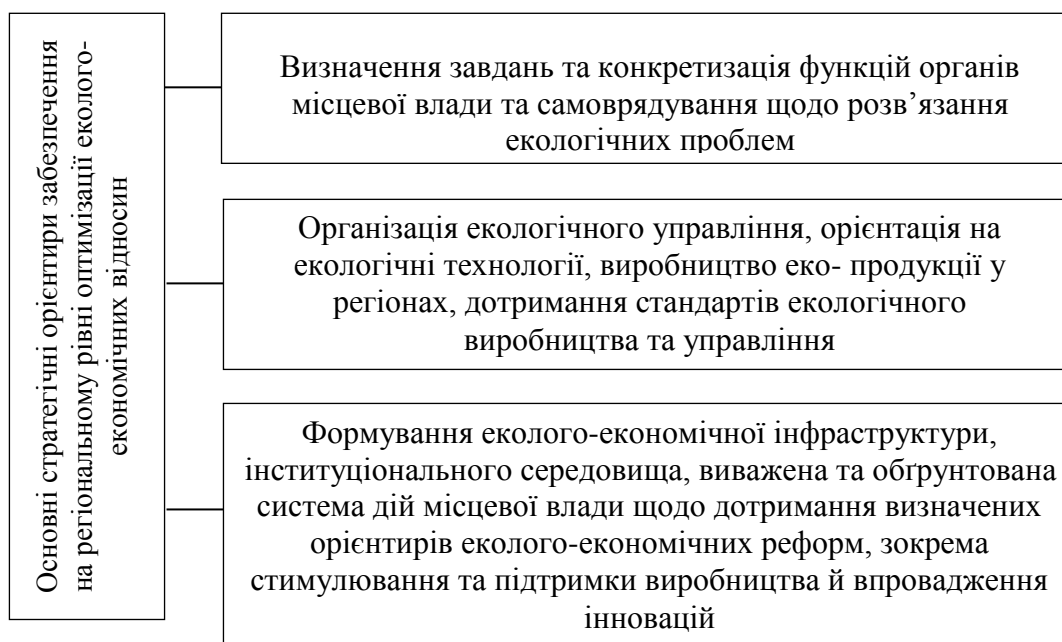 Основні стратегічні орієнтири забезпечення
на регіональному рівні оптимізації еколого-
економічних відносин
Визначення завдань та конкретизація функцій органів
місцевої влади та самоврядування щодо розв’язання
екологічних проблем
Організація екологічного управління, орієнтація на
екологічні технології, виробництво еко- продукції у
регіонах, дотримання стандартів екологічного
виробництва та управління
Формування еколого-економічної інфраструктури,
інституціонального середовища, виважена та обґрунтована
система дій місцевої влади щодо дотримання визначених
орієнтирів еколого-економічних реформ, зокрема
стимулювання та підтримки виробництва й впровадження
інновацій